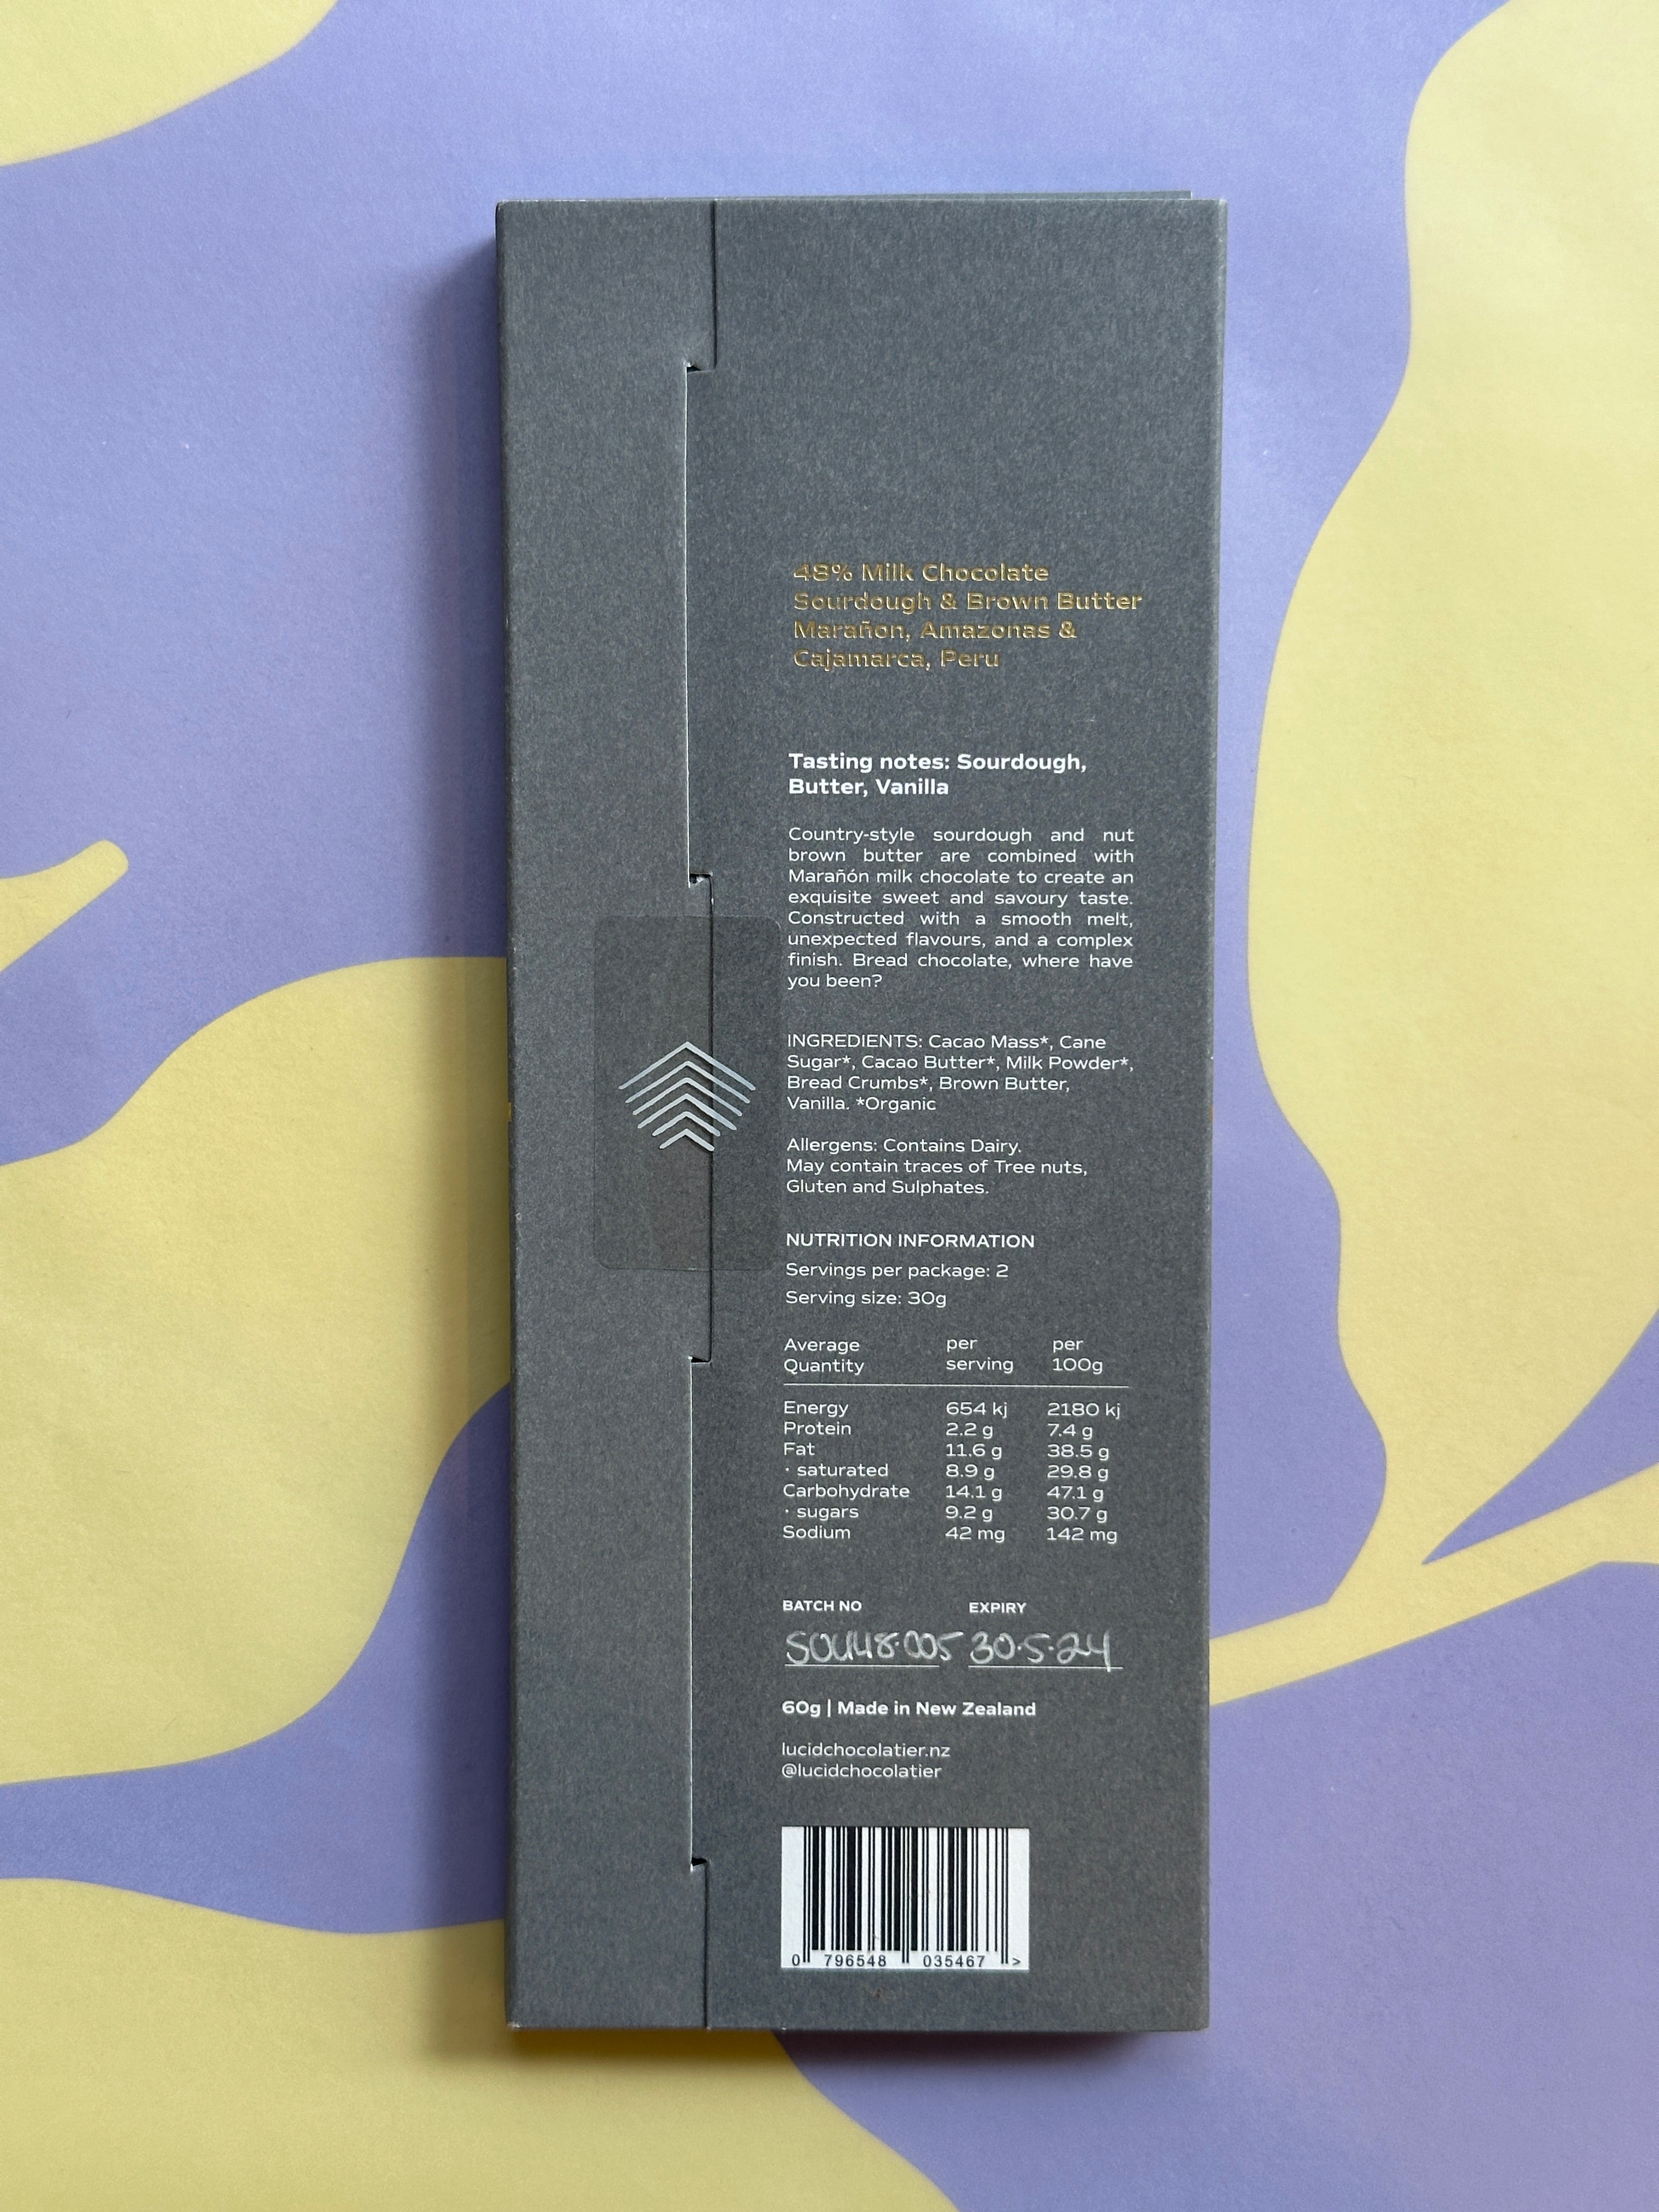 48% Milk Chocolate
Sourdough & Brown Butter
Marañon, Amazonas &
Cajamarca, Peru
Tasting notes: Sourdough,
Butter, Vanilla
Country-style sourdough and nut
brown butter are combined with
Marañón milk chocolate to create an
exquisite sweet and savoury taste.
Constructed with a smooth melt,
unexpected flavours, and a complex
finish. Bread chocolate, where have
you been?
INGREDIENTS: Cacao Mass*, Cane
Sugar*, Cacao Butter*, Milk Powder*,
Bread Crumbs*, Brown Butter,
Vanilla. *Organic
Allergens: Contains Dairy.
May contain traces of Tree nuts,
Gluten and Sulphates.
NUTRITION INFORMATION
Servings per package: 2
Serving size: 30g
Average per per
Quantity serving 100g
Energy 654 kj 2180 kj
Protein 2.2 g 7.4 g
Fat 11.6 g 38.5 g
· saturated 8.9 g 29.8 g
Carbohydrate 14.1 g 47.1 g
· sugars 9.2 g 30.7 g
Sodium 42 mg 142 mg
BATCH NO EXPIRY
SOU48·005 30·5·24
60g | Made in New Zealand
lucidchocolatier.nz
@lucidchocolatier
0 796548 035467 >